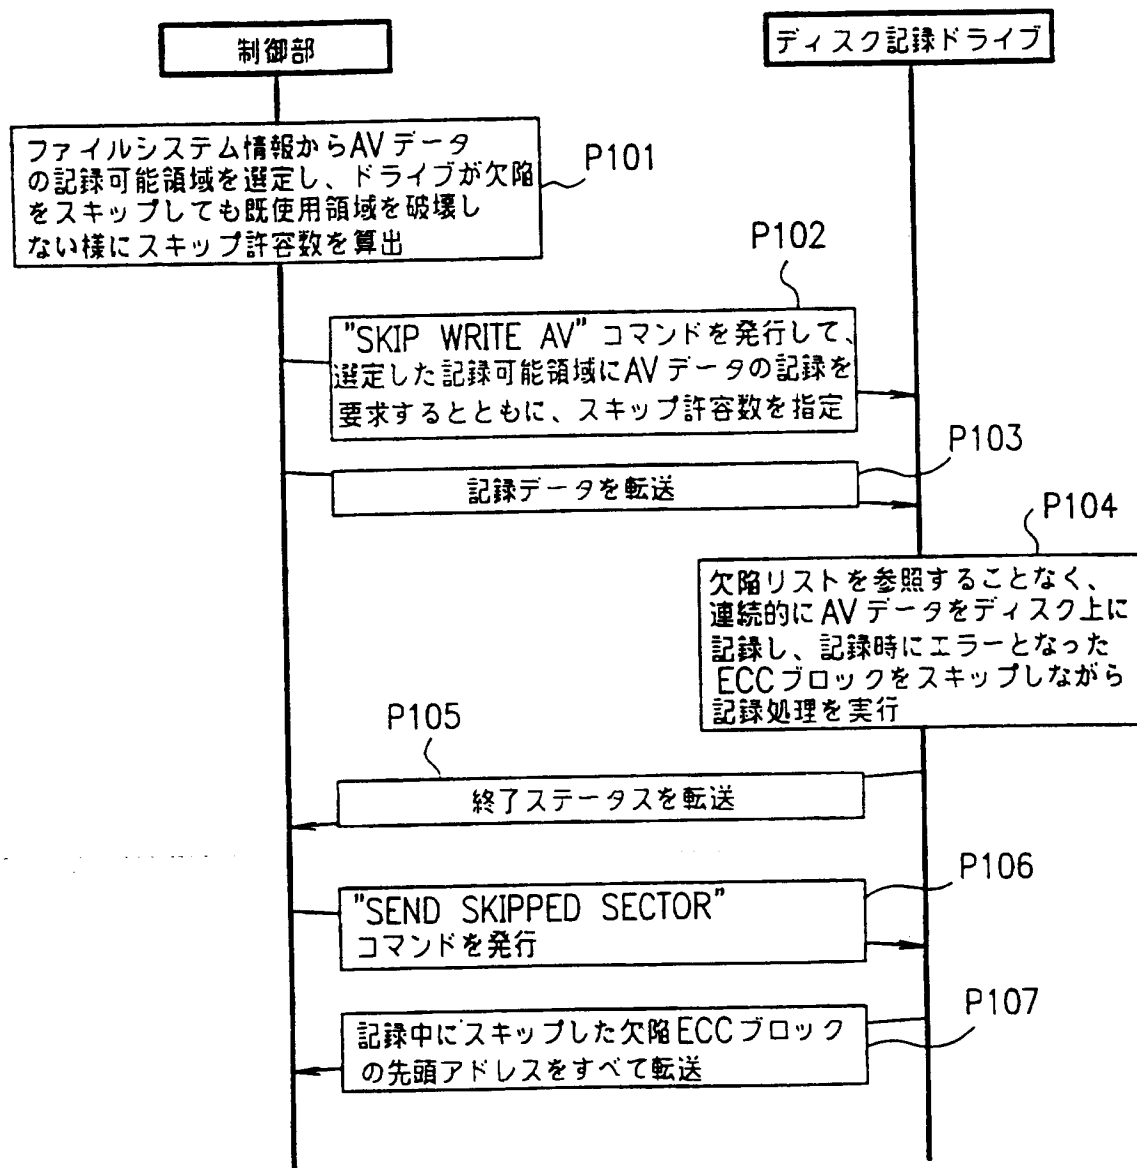 制御部
ディスク記録ドライブ
ファイルシステム情報からAVデータ
の記録可能領域を選定し、ドライブが欠陥
をスキップしても既使用領域を破壊し
ない様にスキップ許容数を算出
P101
P102
"SKIP WRITE AV" コマンドを発行して、
選定した記録可能領域にAVデータの記録を
要求するとともに、スキップ許容数を指定
P103
記録データを転送
P104
欠陥リストを参照することなく、
連続的にAVデータをディスク上に
記録し、記録時にエラーとなった
ECCブロックをスキップしながら
記録処理を実行
P105
終了ステータスを転送
P106
"SEND SKIPPED SECTOR"
コマンドを発行
P107
記録中にスキップした欠陥ECCブロック
の先頭アドレスをすべて転送